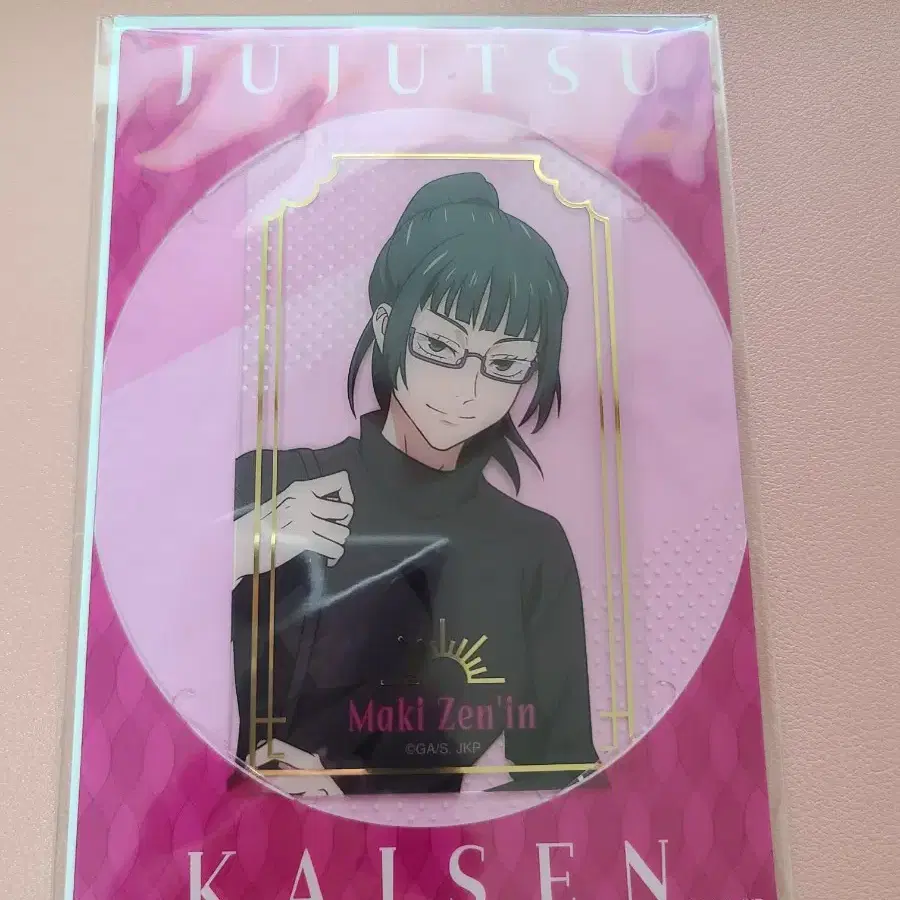 JUJUTSU
Maki Zen'in
©GA/S. JKP
KAISEN